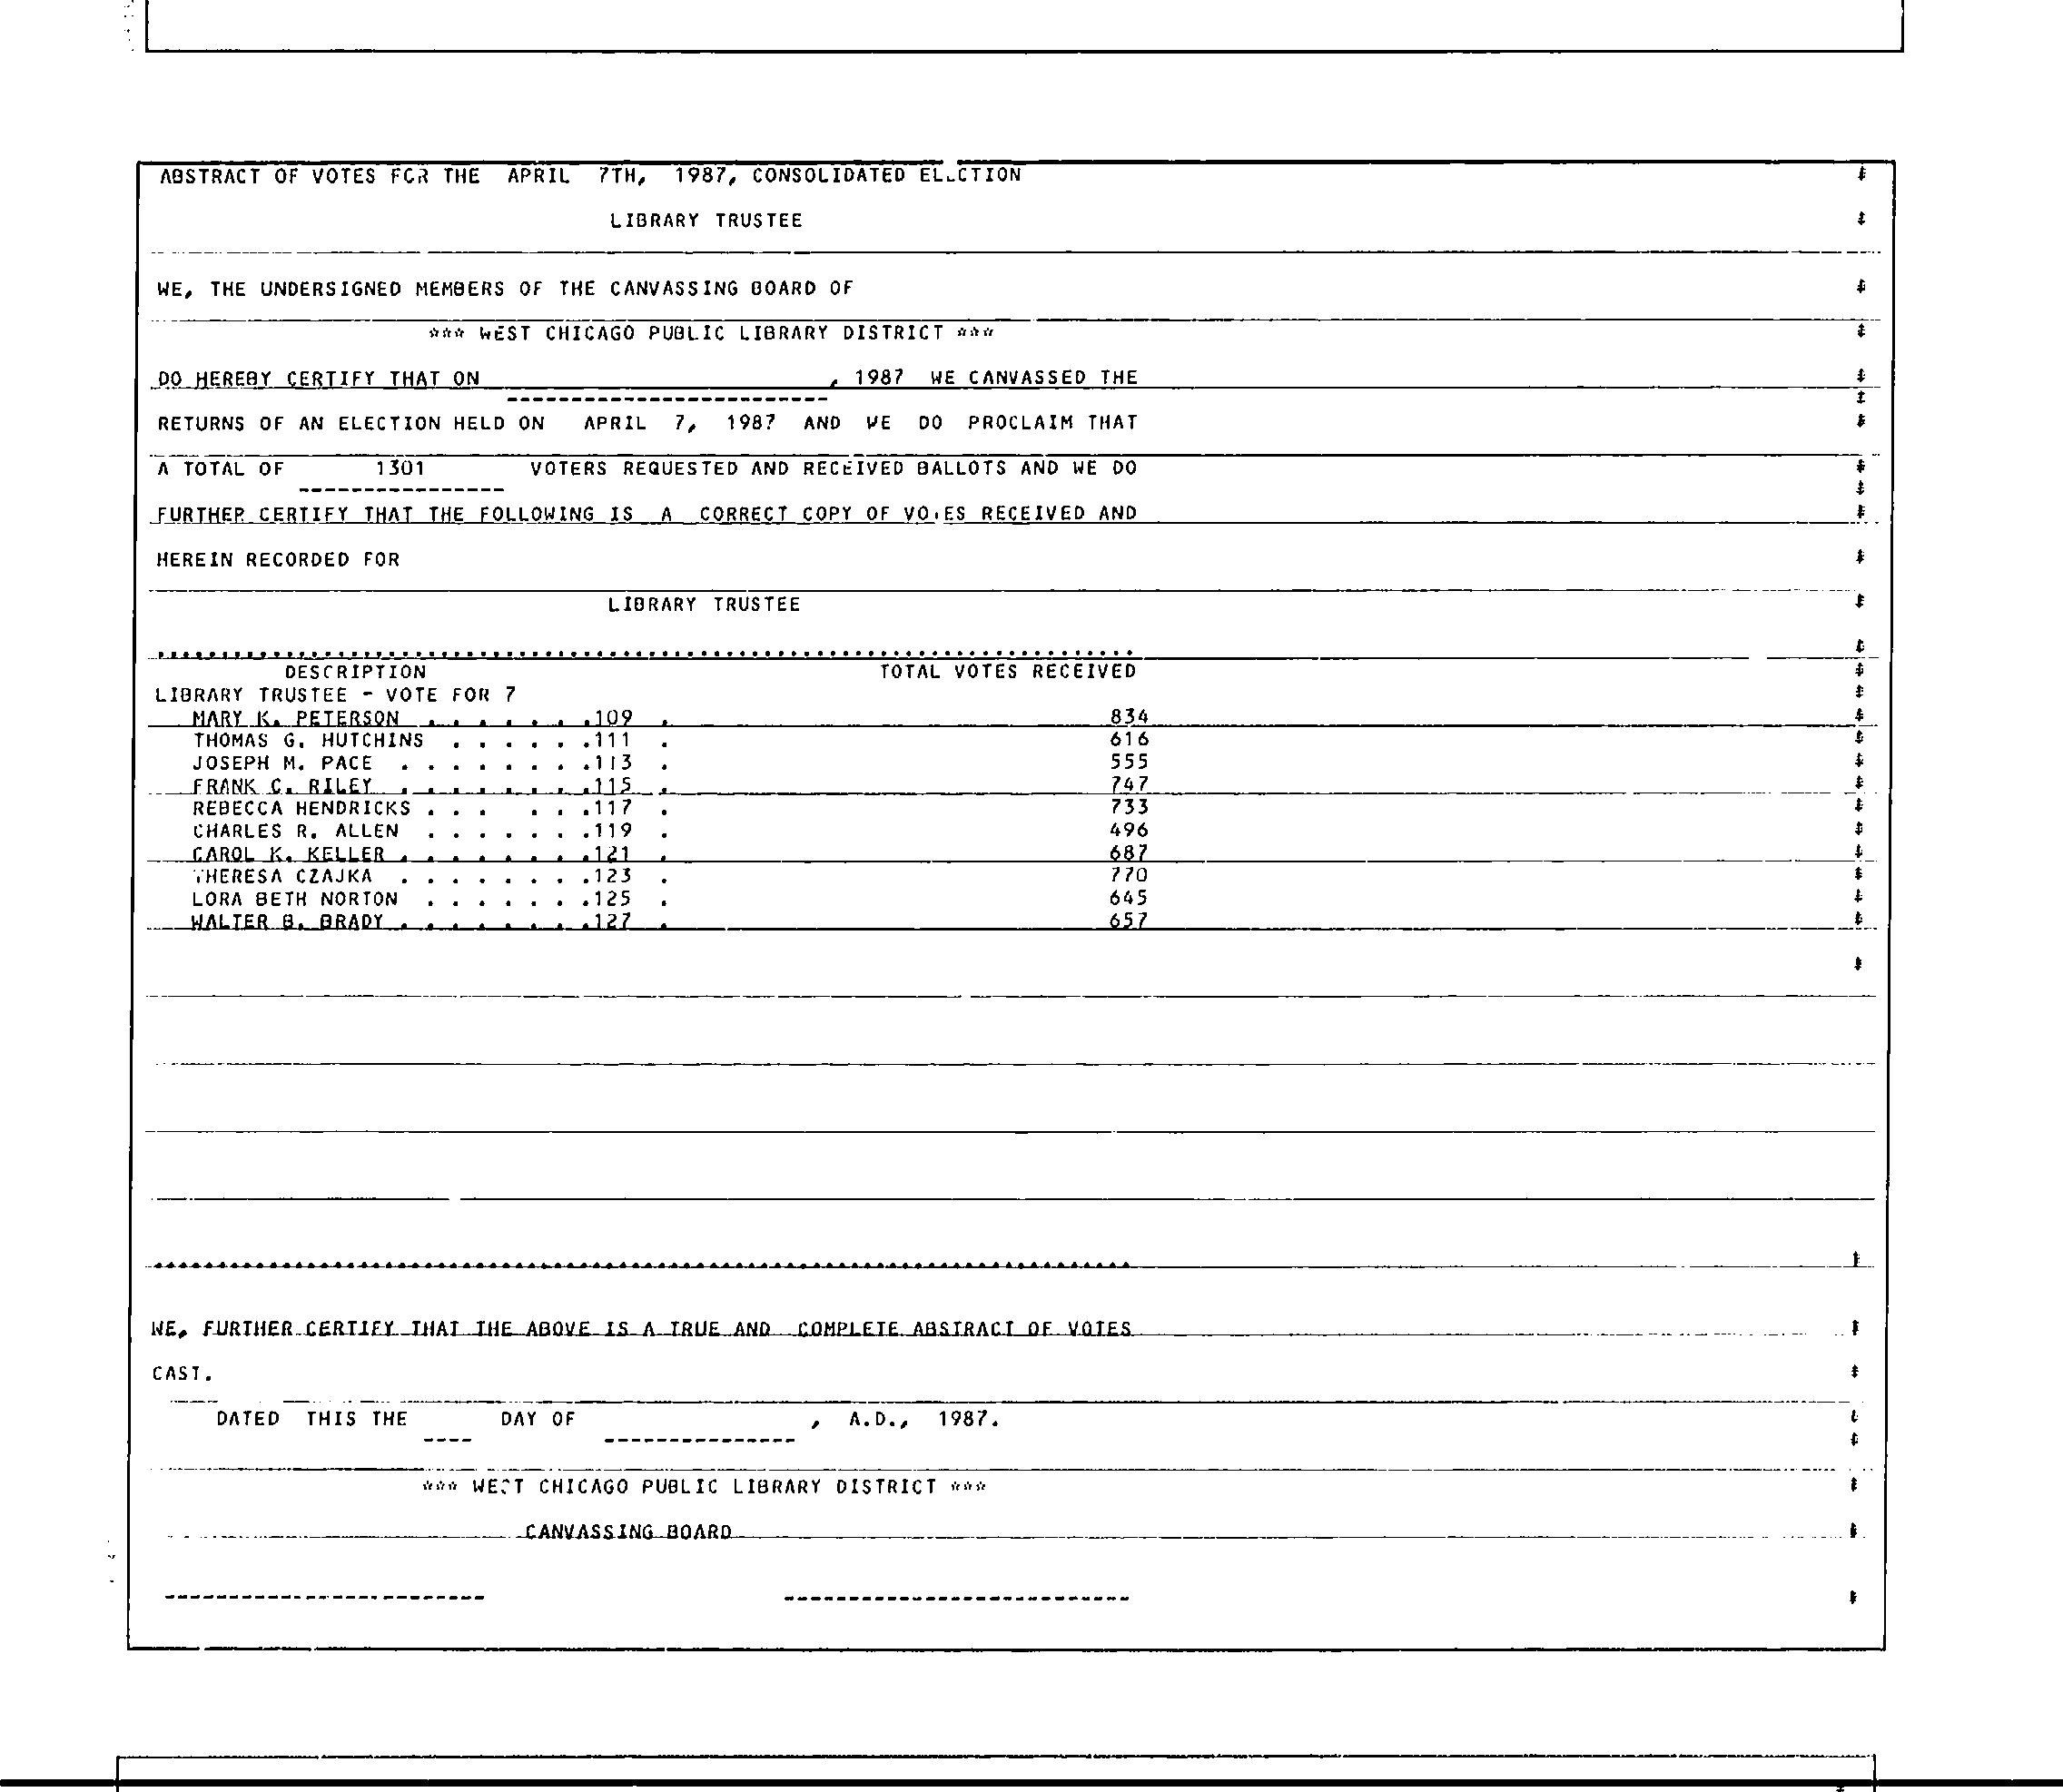 ABSTRACT OF VOTES FOR THE APRIL 7TH, 1987, CONSOLIDATED ELECTION
LIBRARY TRUSTEE
WE, THE UNDERSIGNED MEMBERS OF THE CANVASSING BOARD OF
*** WEST CHICAGO PUBLIC LIBRARY DISTRICT ***
DO HEREBY CERTIFY THAT ON , 1987 WE CANVASSED THE
RETURNS OF AN ELECTION HELD ON APRIL 7, 1987 AND WE DO PROCLAIM THAT
A TOTAL OF 1301 VOTERS REQUESTED AND RECEIVED BALLOTS AND WE DO
FURTHER CERTIFY THAT THE FOLLOWING IS A CORRECT COPY OF VOTES RECEIVED AND
HEREIN RECORDED FOR
LIBRARY TRUSTEE
DESCRIPTION TOTAL VOTES RECEIVED
LIBRARY TRUSTEE - VOTE FOR 7
MARY K. PETERSON . . . . . . .109 . 834
THOMAS G. HUTCHINS . . . . . .111 . 616
JOSEPH M. PACE . . . . . . . .113 . 555
FRANK C. RILEY . . . . . . . .115 . 747
REBECCA HENDRICKS . . . . . .117 . 733
CHARLES R. ALLEN . . . . . . .119 . 496
CAROL K. KELLER . . . . . . . .121 . 687
THERESA CZAJKA . . . . . . . .123 . 770
LORA BETH NORTON . . . . . . .125 . 645
WALTER B. BRADY . . . . . . . .127 . 657
WE, FURTHER CERTIFY THAT THE ABOVE IS A TRUE AND COMPLETE ABSTRACT OF VOTES
CAST.
DATED THIS THE DAY OF , A.D., 1987.
*** WEST CHICAGO PUBLIC LIBRARY DISTRICT ***
CANVASSING BOARD